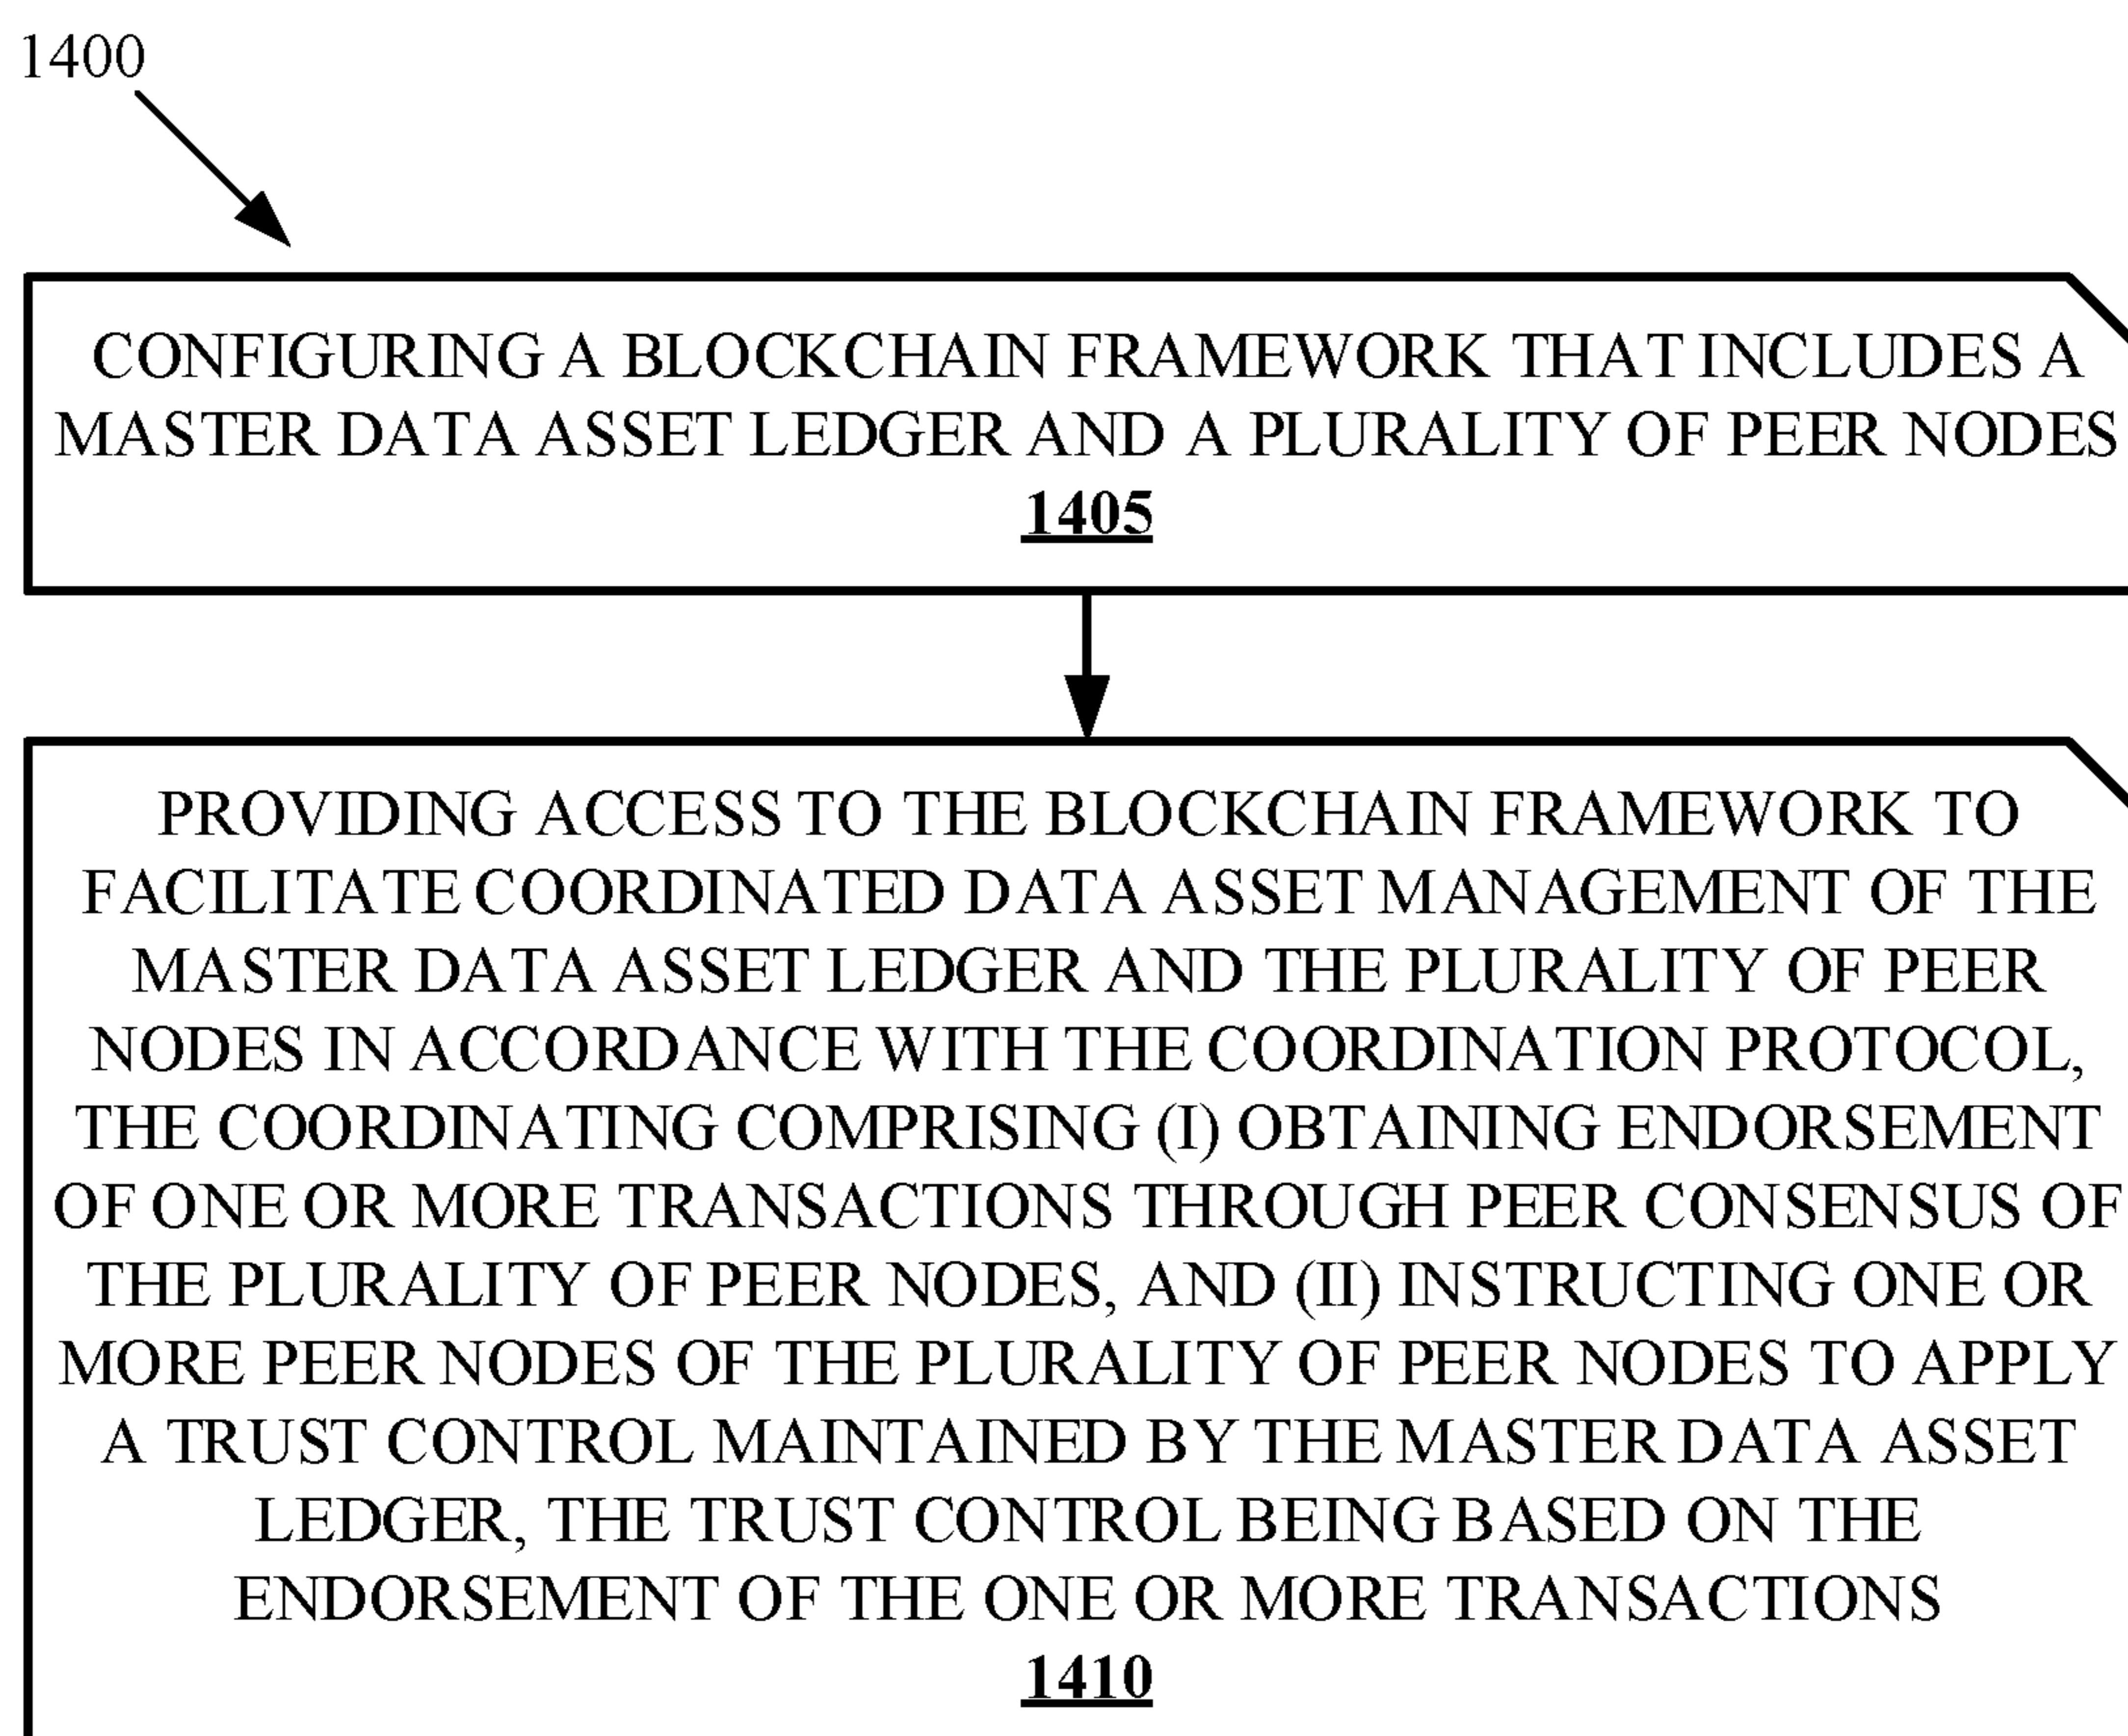 1400
CONFIGURING A BLOCKCHAIN FRAMEWORK THAT INCLUDES A
MASTER DATA ASSET LEDGER AND A PLURALITY OF PEER NODES
1405
PROVIDING ACCESS TO THE BLOCKCHAIN FRAMEWORK TO
FACILITATE COORDINATED DATA ASSET MANAGEMENT OF THE
MASTER DATA ASSET LEDGER AND THE PLURALITY OF PEER
NODES IN ACCORDANCE WITH THE COORDINATION PROTOCOL,
THE COORDINATING COMPRISING (I) OBTAINING ENDORSEMENT
OF ONE OR MORE TRANSACTIONS THROUGH PEER CONSENSUS OF
THE PLURALITY OF PEER NODES, AND (II) INSTRUCTING ONE OR
MORE PEER NODES OF THE PLURALITY OF PEER NODES TO APPLY
A TRUST CONTROL MAINTAINED BY THE MASTER DATA ASSET
LEDGER, THE TRUST CONTROL BEING BASED ON THE
ENDORSEMENT OF THE ONE OR MORE TRANSACTIONS
1410